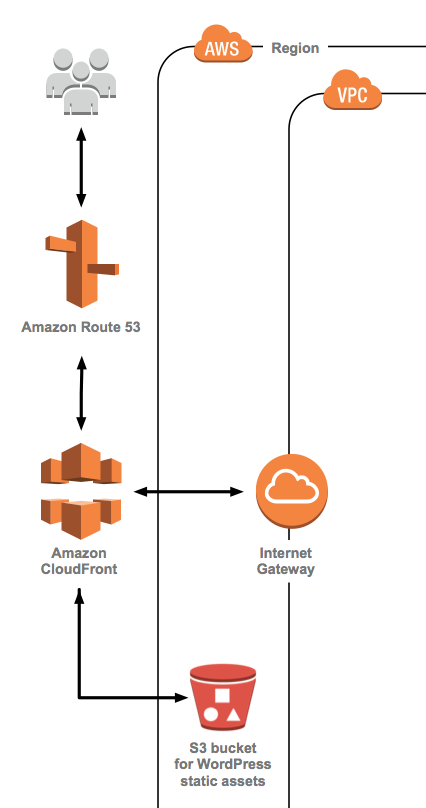 AWS
Region
VPC
Amazon Route 53
Amazon
CloudFront
Internet
Gateway
S3 bucket
for WordPress
static assets